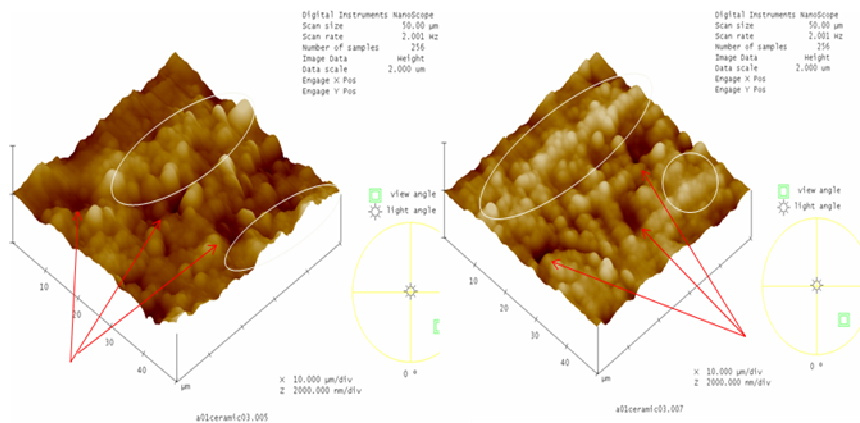 Digital Instruments NanoScope
Scan size 50.00 µm
Scan rate 2.001 Hz
Number of samples 256
Image Data Height
Data scale 2.000 um
Engage X Pos
Engage Y Pos
view angle
light angle
10
20
30
40
µm
0 °
X 10.000 µm/div
Z 2000.000 nm/div
a01ceramic03.005
Digital Instruments NanoScope
Scan size 50.00 µm
Scan rate 2.001 Hz
Number of samples 256
Image Data Height
Data scale 2.000 um
Engage X Pos
Engage Y Pos
view angle
light angle
10
20
30
40
µm
0 °
X 10.000 µm/div
Z 2000.000 nm/div
a01ceramic03.007